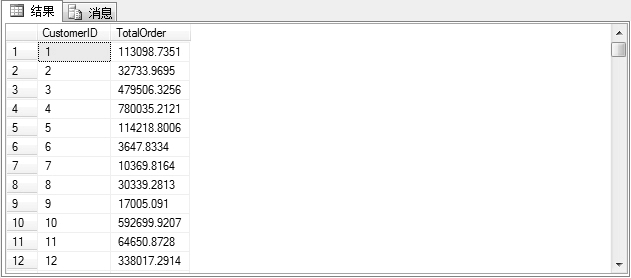 结果 消息
CustomerID TotalOrder
1 1 113098.7351
2 2 32733.9695
3 3 479506.3256
4 4 780035.2121
5 5 114218.8006
6 6 3647.8334
7 7 10369.8164
8 8 30339.2813
9 9 17005.091
10 10 592699.9207
11 11 64650.8728
12 12 338017.2914